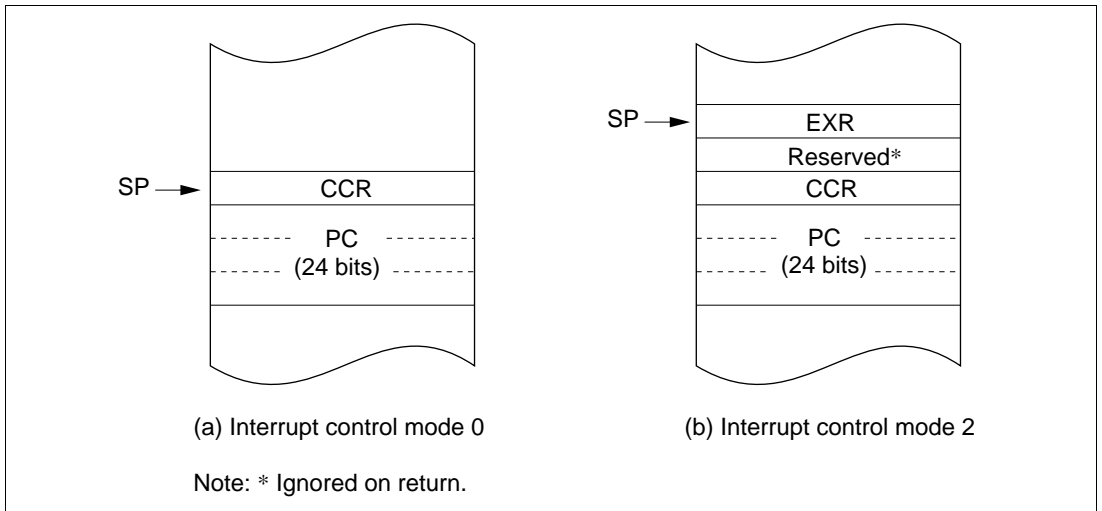 SP
CCR
PC
(24 bits)
(a) Interrupt control mode 0
SP
EXR
Reserved*
CCR
PC
(24 bits)
(b) Interrupt control mode 2
Note: * Ignored on return.